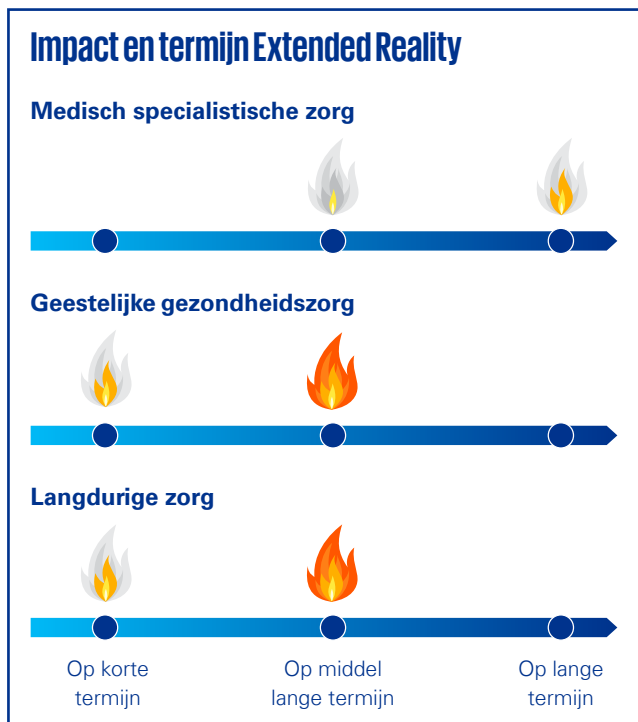 Impact en termijn Extended Reality
Medisch specialistische zorg
Geestelijke gezondheidszorg
Langdurige zorg
Op korte
termijn
Op middel
lange termijn
Op lange
termijn